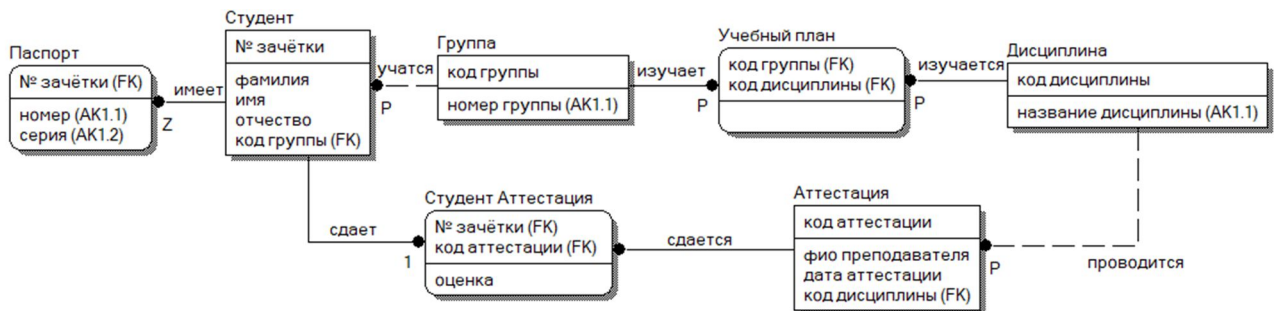 Паспорт
№ зачётки (FK)
номер (AK1.1)
серия (AK1.2)
имеет
Z
Студент
№ зачётки
фамилия
имя
отчество
код группы (FK)
учатся
P
Группа
код группы
номер группы (AK1.1)
изучает
P
Учебный план
код группы (FK)
код дисциплины (FK)
изучается
P
Дисциплина
код дисциплины
название дисциплины (AK1.1)
сдает
1
Студент Аттестация
№ зачётки (FK)
код аттестации (FK)
оценка
сдается
Аттестация
код аттестации
фио преподавателя
дата аттестации
код дисциплины (FK)
P
проводится